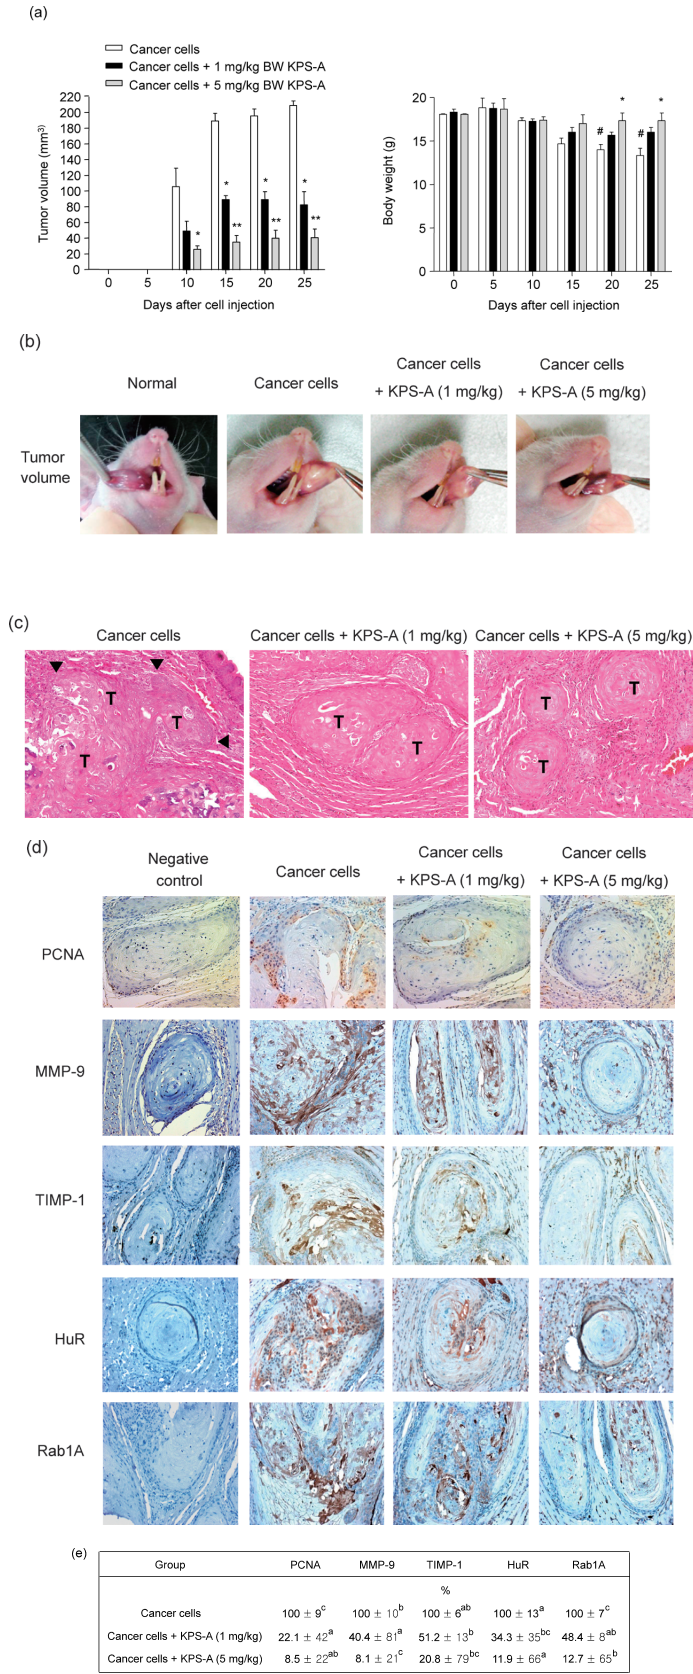 (a)
Cancer cells
Cancer cells + 1 mg/kg BW KPS-A
Cancer cells + 5 mg/kg BW KPS-A
Tumor volume (mm³)
220
200
180
160
140
120
100
80
60
40
20
0
* * * *
* ** ** **
0 5 10 15 20 25
Days after cell injection
Body weight (g)
20
15
10
5
0
# * # *
0 5 10 15 20 25
Days after cell injection
(b)
Normal
Cancer cells
Cancer cells
+ KPS-A (1 mg/kg)
Cancer cells
+ KPS-A (5 mg/kg)
Tumor
volume
(c)
Cancer cells
Cancer cells + KPS-A (1 mg/kg)
Cancer cells + KPS-A (5 mg/kg)
T T T
T T
T T T
(d)
Negative
control
Cancer cells
Cancer cells
+ KPS-A (1 mg/kg)
Cancer cells
+ KPS-A (5 mg/kg)
PCNA
MMP-9
TIMP-1
HuR
Rab1A
(e)
Group PCNA MMP-9 TIMP-1 HuR Rab1A
%
Cancer cells 100 ± 9c 100 ± 10b 100 ± 6ab 100 ± 13a 100 ± 7c
Cancer cells + KPS-A (1 mg/kg) 22.1 ± 42a 40.4 ± 81a 51.2 ± 13b 34.3 ± 35bc 48.4 ± 8ab
Cancer cells + KPS-A (5 mg/kg) 8.5 ± 22ab 8.1 ± 21c 20.8 ± 79bc 11.9 ± 66a 12.7 ± 65b